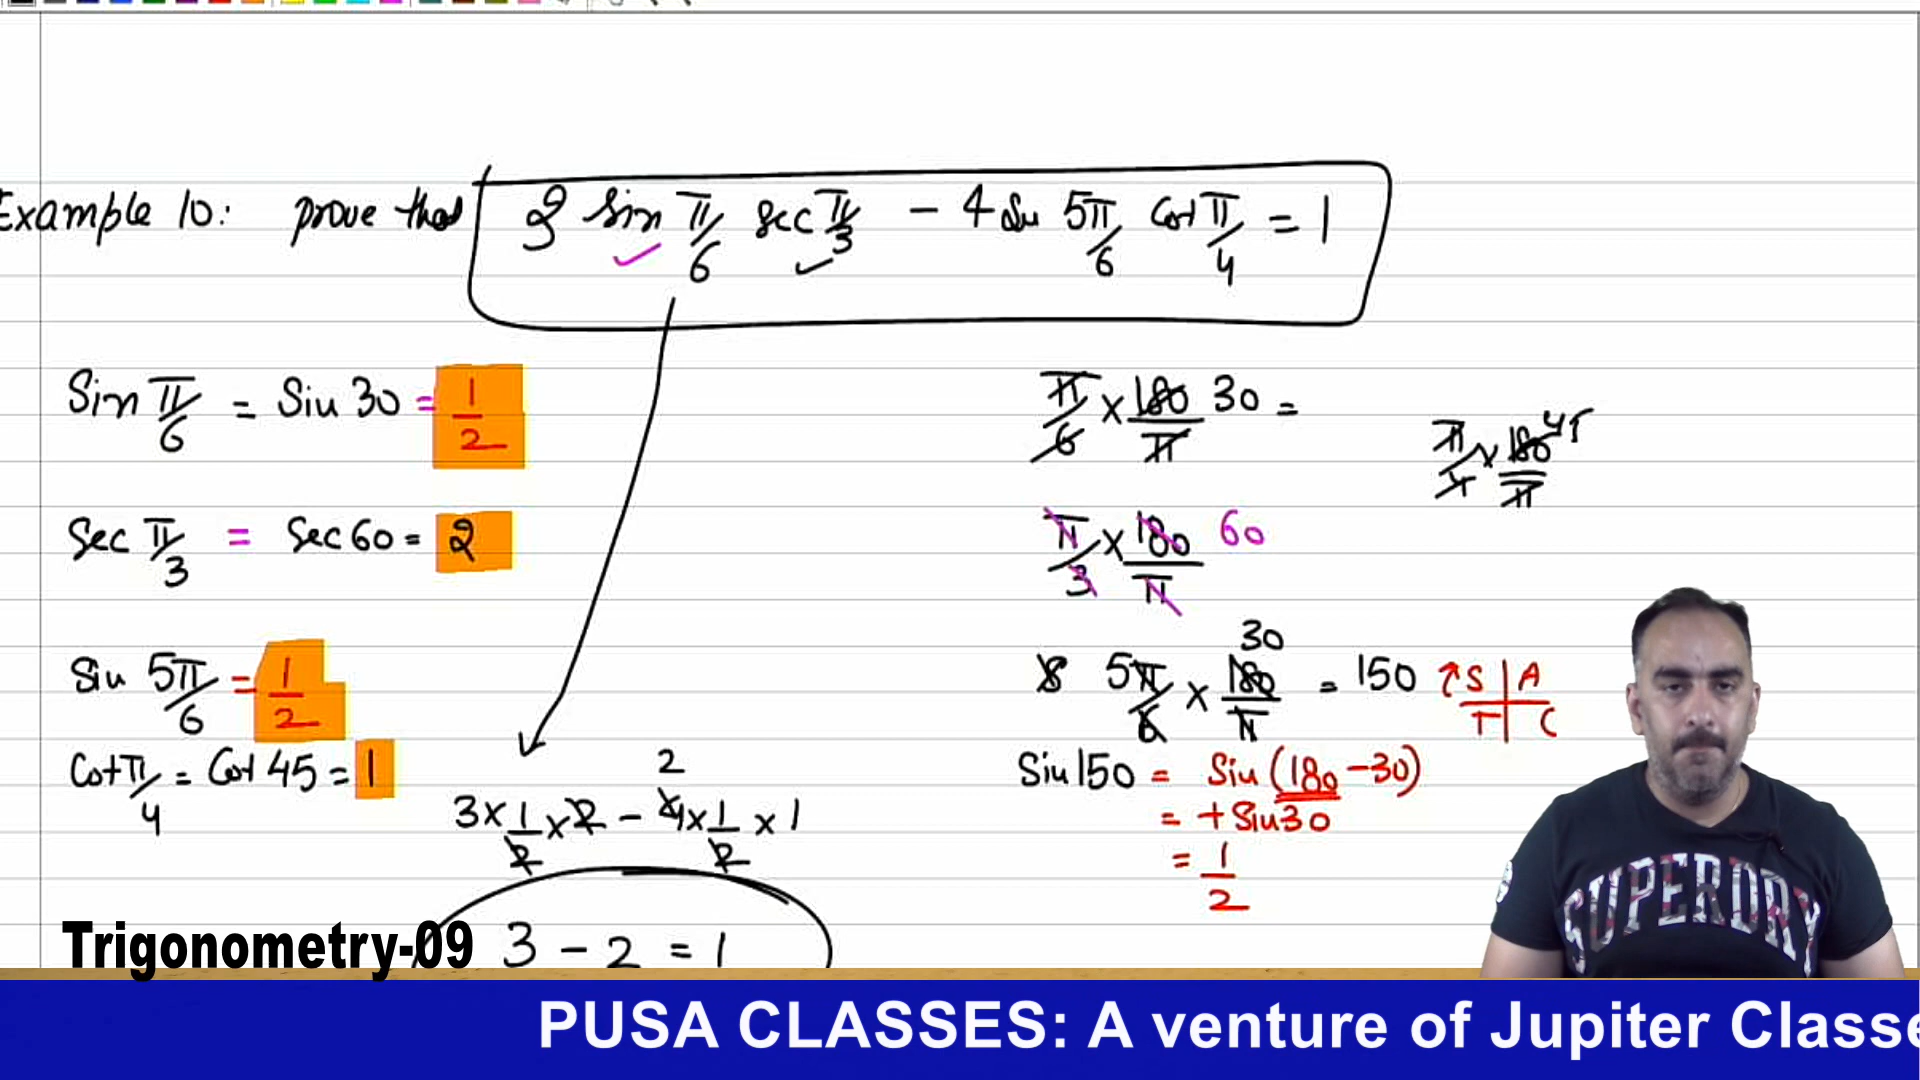 Example 10: prove that 3 sin π/6 sec π/3 - 4 sin 5π/6 cot π/4 = 1
Sin π/6 = Sin 30 = 1/2
π/6 × 180/π 30 =
π/4 × 180/π 45
Sec π/3 = Sec 60 = 2
π/3 × 180/π 60
Sin 5π/6 = 1/2
5π/6 × 180/π = 150
30
S A
T C
Cot π/4 = Cot 45 = 1
Sin 150 = Sin (180 - 30)
= + Sin 30
= 1/2
2
3 × 1/2 × 2 - 4 × 1/2 × 1
3 - 2 = 1
Trigonometry-09
SUPERDRY
PUSA CLASSES: A venture of Jupiter Classe